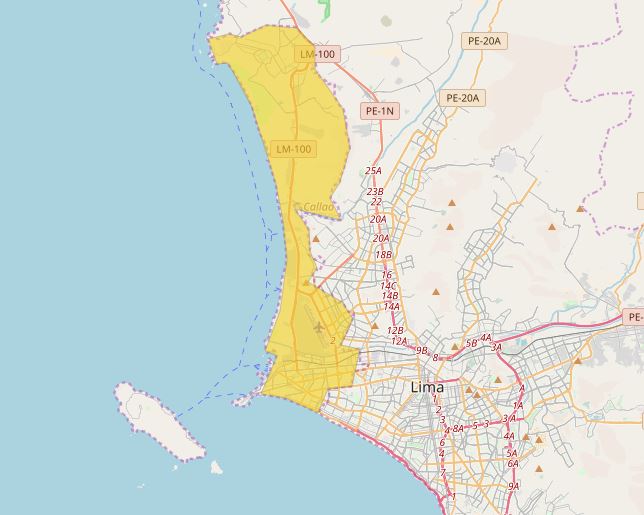 PE-20A
LM-100
PE-20A
PE-1N
LM-100
25A
23B
22
Callao
20A
20A
18B
16
14C
14B
14A
12B
12A
2
9B
8
5B
4A
3A
PE-
Lima
A
1
1A
2
3
3A
4
8A
5
3
4A
6
4
5A
6A
7
9A
1